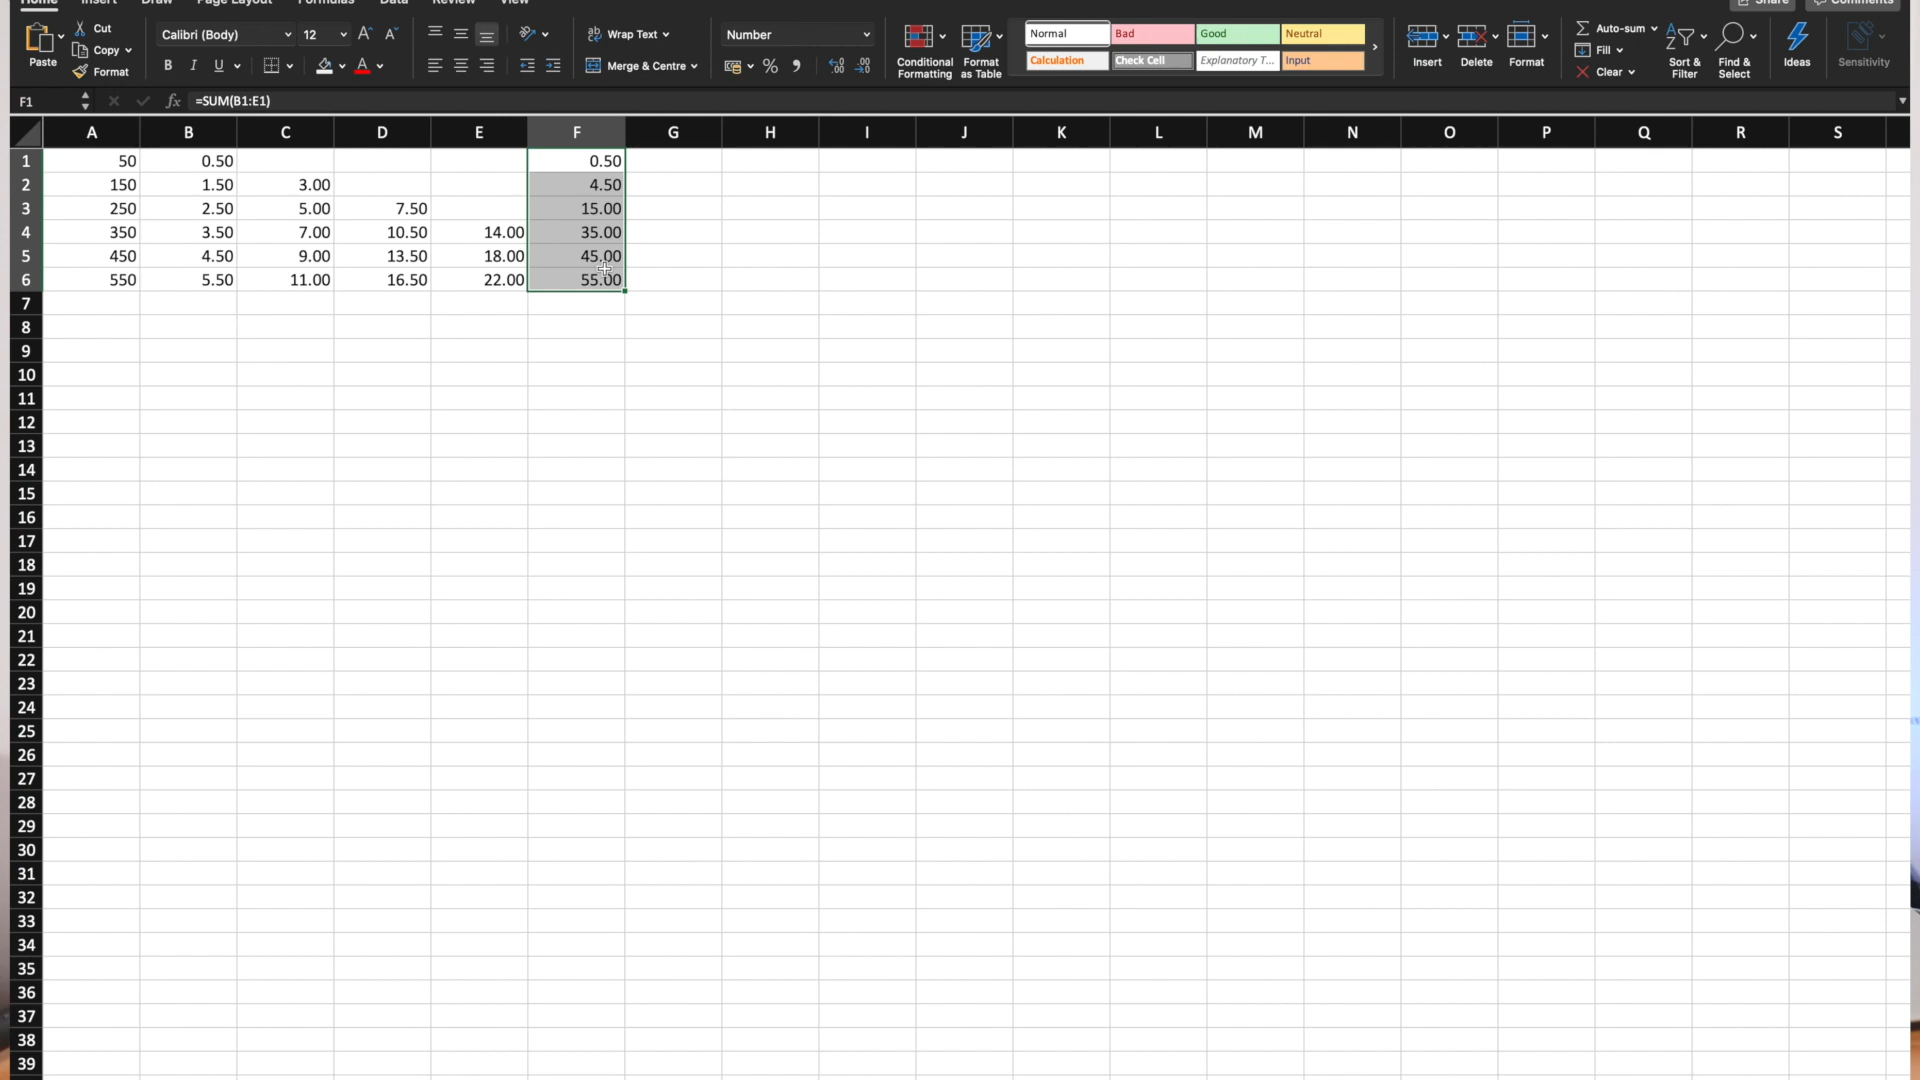 Home Insert Draw Page Layout Formulas Data Review View Share Comments
Paste Cut Copy Format
Calibri (Body) 12 A A
B I U A
Wrap Text
Merge & Centre
Number
% .00
Conditional Formatting Format as Table
Normal Bad Good Neutral
Calculation Check Cell Explanatory T... Input
Insert Delete Format
Auto-sum
Fill
Clear
Sort & Filter Find & Select Ideas Sensitivity
F1 fx =SUM(B1:E1)
A B C D E F G H I J K L M N O P Q R S
1 50 0.50 0.50
2 150 1.50 3.00 4.50
3 250 2.50 5.00 7.50 15.00
4 350 3.50 7.00 10.50 14.00 35.00
5 450 4.50 9.00 13.50 18.00 45.00
6 550 5.50 11.00 16.50 22.00 55.00
7
8
9
10
11
12
13
14
15
16
17
18
19
20
21
22
23
24
25
26
27
28
29
30
31
32
33
34
35
36
37
38
39